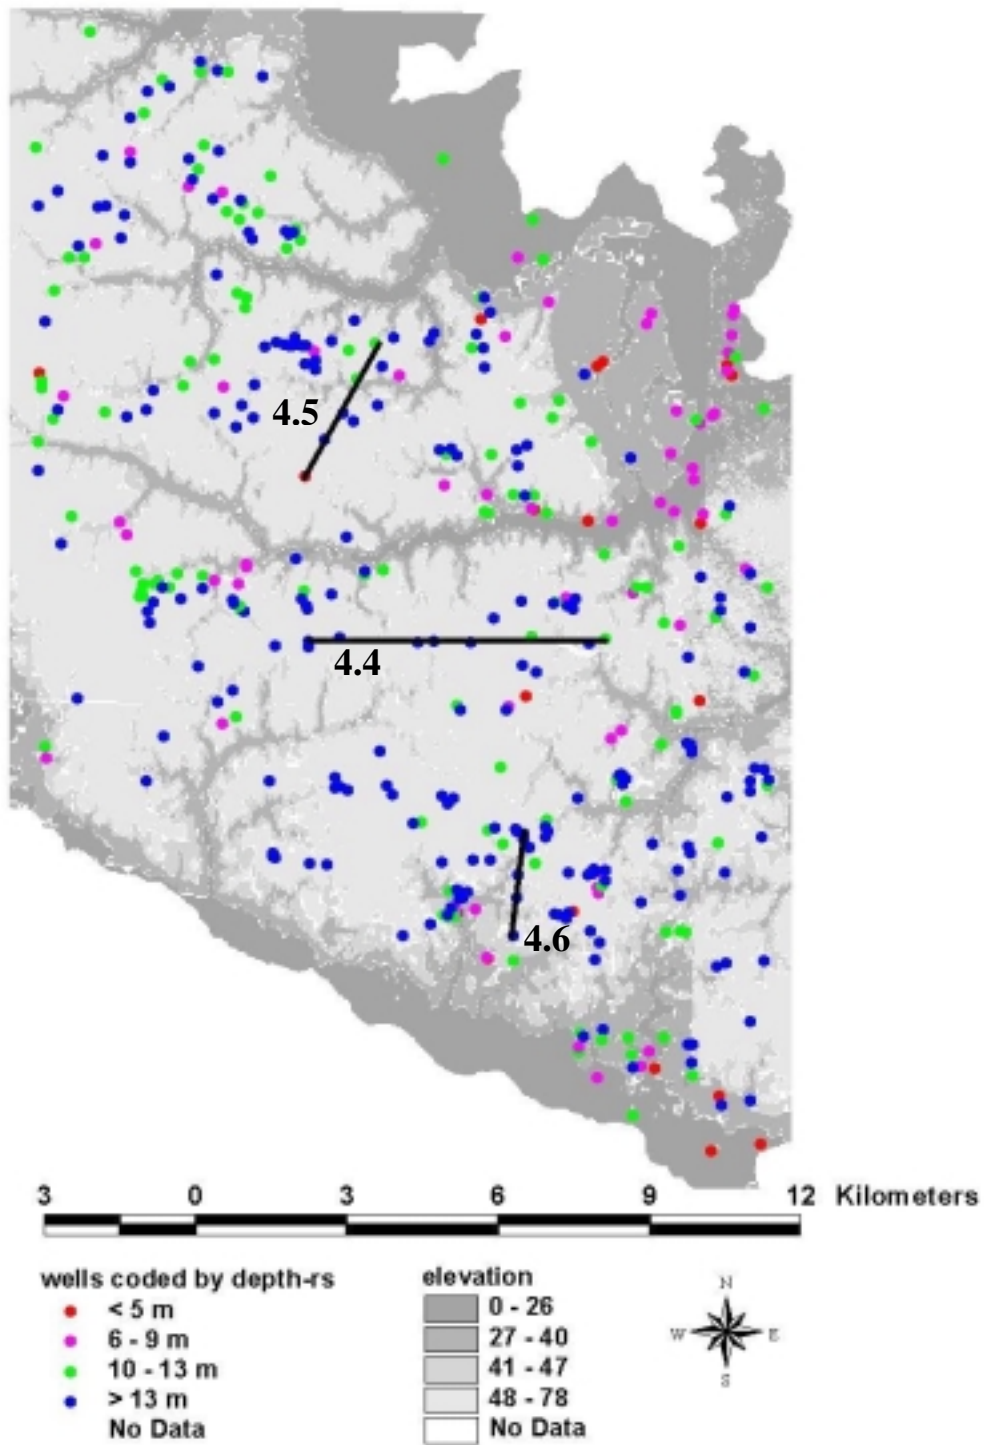 4.5
4.4
4.6
3 0 3 6 9 12 Kilometers
wells coded by depth-rs
< 5 m
6 - 9 m
10 - 13 m
> 13 m
No Data
elevation
0 - 26
27 - 40
41 - 47
48 - 78
No Data
N
W E
S